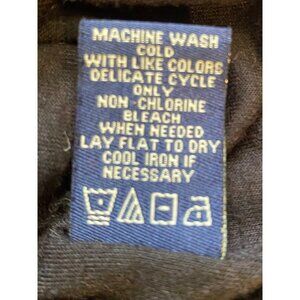 MACHINE WASH
COLD
WITH LIKE COLORS
DELICATE CYCLE
ONLY
NON-CHLORINE
BLEACH
WHEN NEEDED
LAY FLAT TO DRY
COOL IRON IF
NECESSARY